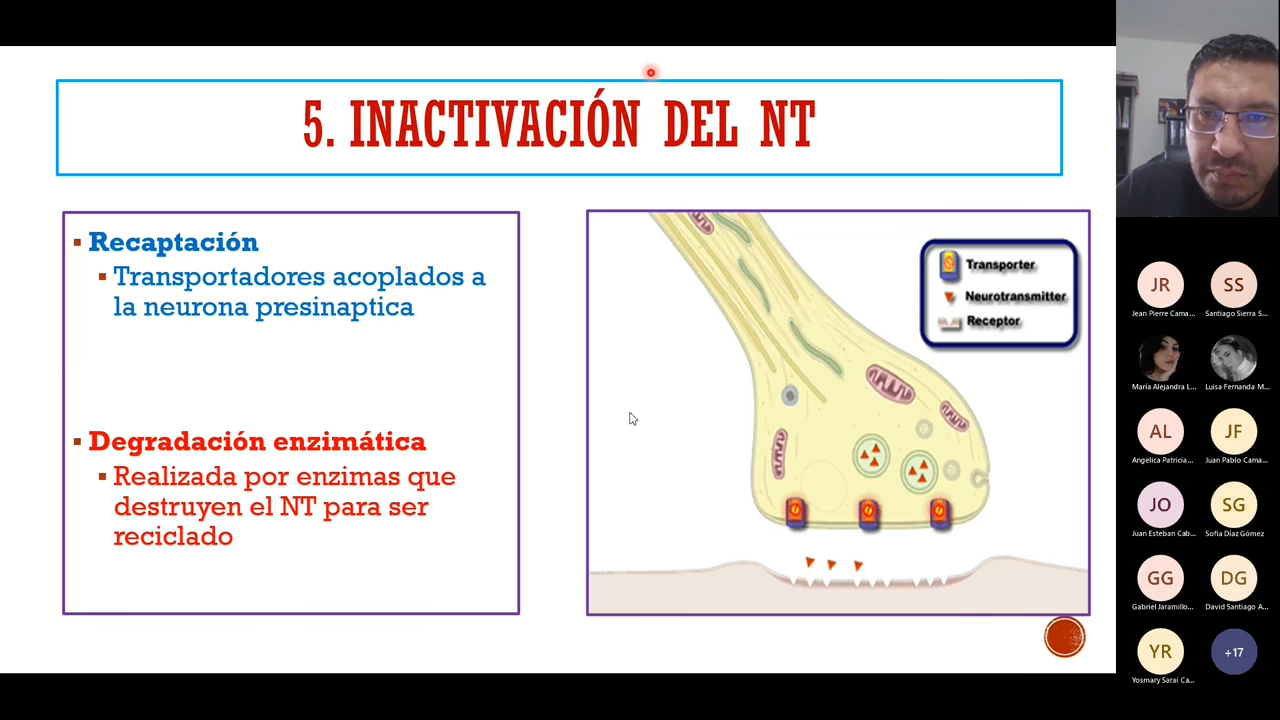 5. INACTIVACIÓN DEL NT
▪ Recaptación
▪ Transportadores acoplados a
la neurona presinaptica
▪ Degradación enzimática
▪ Realizada por enzimas que
destruyen el NT para ser
reciclado
Transporter
Neurotransmitter
Receptor
JR
SS
Jean Pierre Cama...
Santiago Sierra S...
María Alejandra L...
Luisa Fernanda M...
AL
JF
Angelica Patricia...
Juan Pablo Cama...
JO
SG
Juan Esteban Cab...
Sofia Díaz Gómez
GG
DG
Gabriel Jaramillo...
David Santiago A...
YR
+17
Yosmary Sarai Ca...